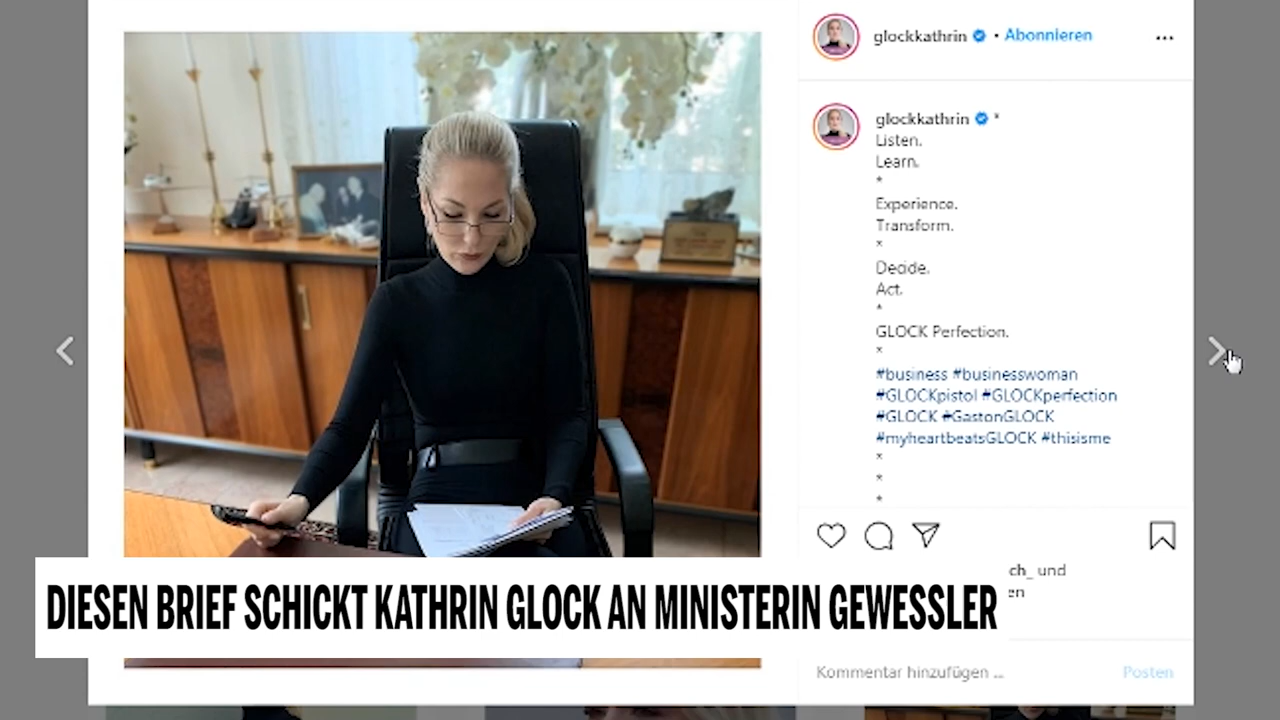 glockkathrin • Abonnieren
glockkathrin *
Listen.
Learn.
*
Experience.
Transform.
*
Decide.
Act.
*
GLOCK Perfection.
*
#business #businesswoman
#GLOCKpistol #GLOCKperfection
#GLOCK #GastonGLOCK
#myheartbeatsGLOCK #thisisme
*
*
*
ch_ und
en
DIESEN BRIEF SCHICKT KATHRIN GLOCK AN MINISTERIN GEWESSLER
Kommentar hinzufügen ... Posten